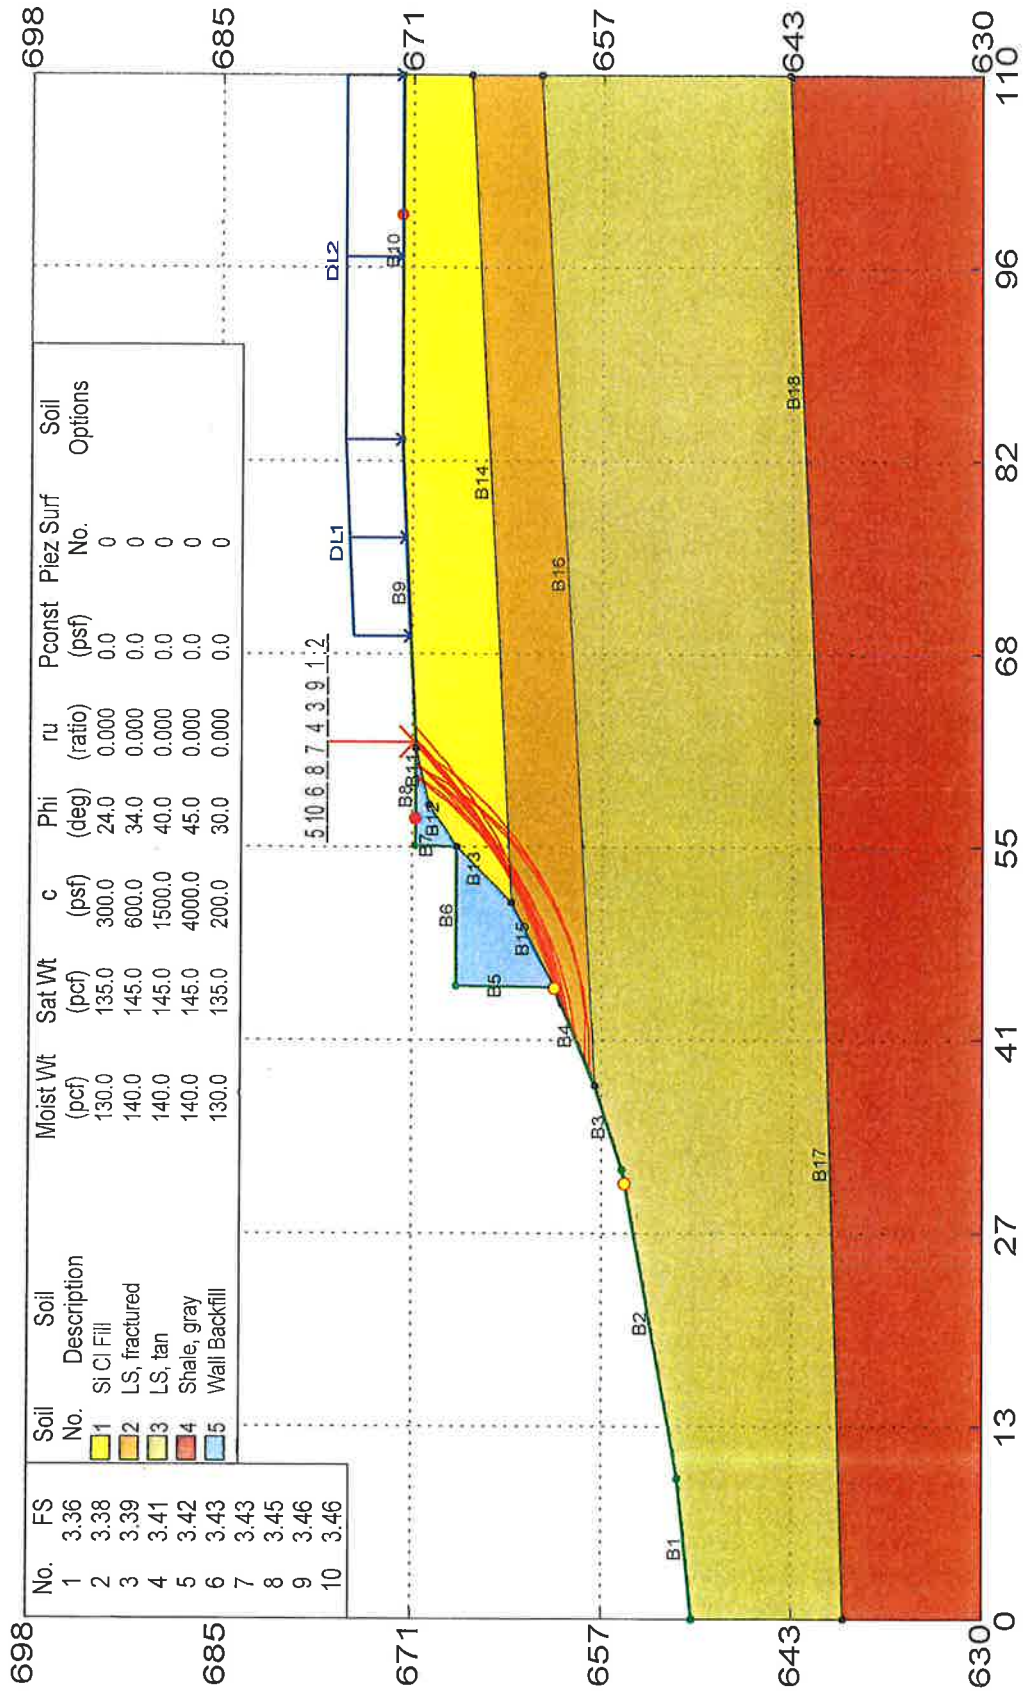 No. FS
1 3.36
2 3.38
3 3.39
4 3.41
5 3.42
6 3.43
7 3.43
8 3.45
9 3.46
10 3.46
Soil Soil Moist Wt Sat Wt c Phi ru Pconst Piez Surf Soil
No. Description (pcf) (pcf) (psf) (deg) (ratio) (psf) No. Options
1 Si Cl Fill 130.0 135.0 300.0 24.0 0.000 0.0 0
2 LS, fractured 140.0 145.0 600.0 34.0 0.000 0.0 0
3 LS, tan 140.0 145.0 1500.0 40.0 0.000 0.0 0
4 Shale, gray 140.0 145.0 4000.0 45.0 0.000 0.0 0
5 Wall Backfill 130.0 135.0 200.0 30.0 0.000 0.0 0
698
685
671
657
643
630
698
685
671
657
643
630
5 10 6 8 7 4 3 9 1 2
DL1
DL2
B1
B2
B3
B4
B5
B6
B7
B8
B9
B10
B11
B12
B13
B14
B15
B16
B17
B18
0 13 27 41 55 68 82 96 110